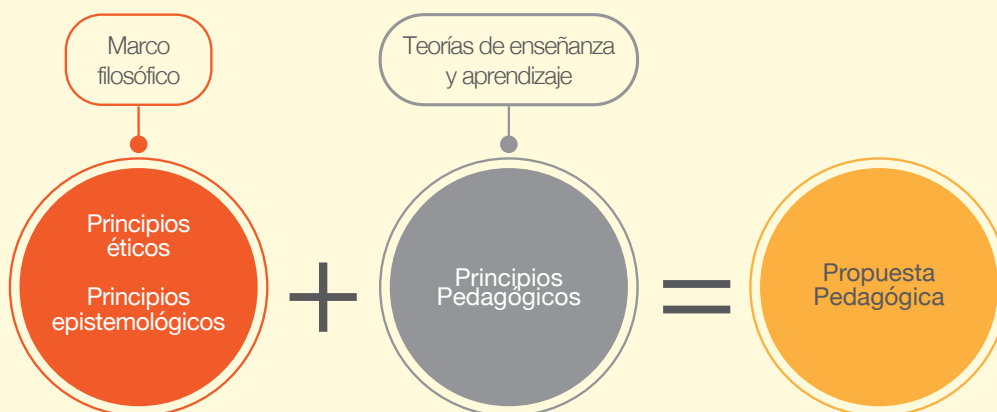 Marco
filosófico
Teorías de enseñanza
y aprendizaje
Principios
éticos
Principios
epistemológicos
+
Principios
Pedagógicos
=
Propuesta
Pedagógica